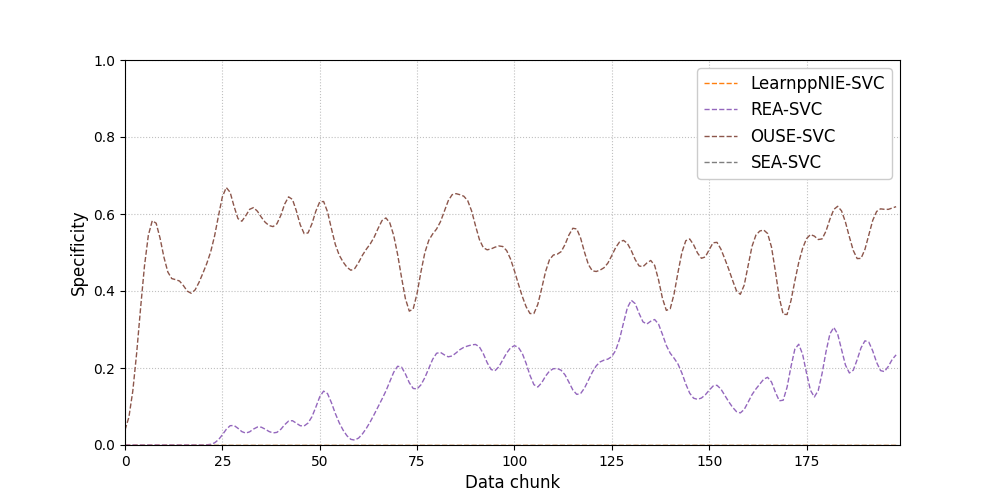 1.0
0.8
0.6
0.4
0.2
0.0
Specificity
0 25 50 75 100 125 150 175
Data chunk
LearnppNIE-SVC
REA-SVC
OUSE-SVC
SEA-SVC